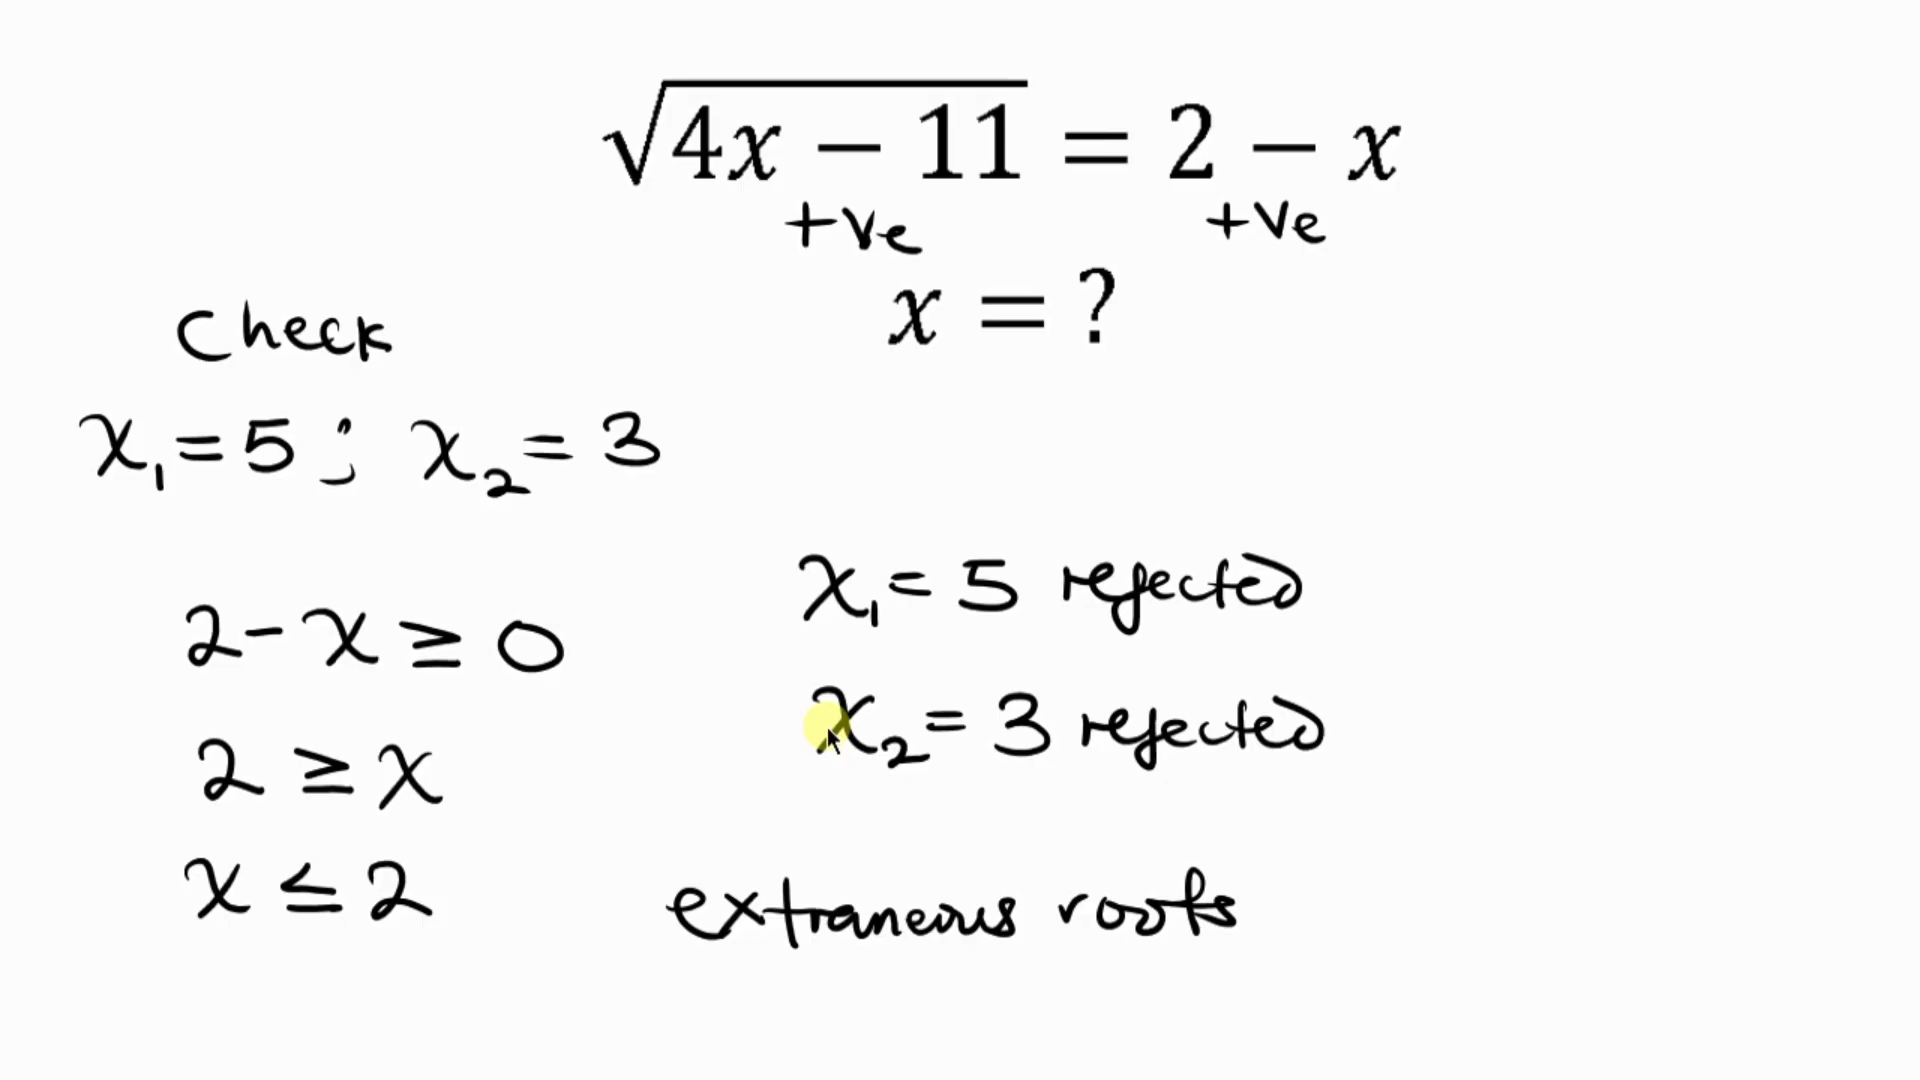 √4x − 11 = 2 − x
+ve +ve
x = ?
Check
x₁ = 5 ; x₂ = 3
2 - x ≥ 0
2 ≥ x
x ≤ 2
x₁ = 5 rejected
x₂ = 3 rejected
extraneous roots